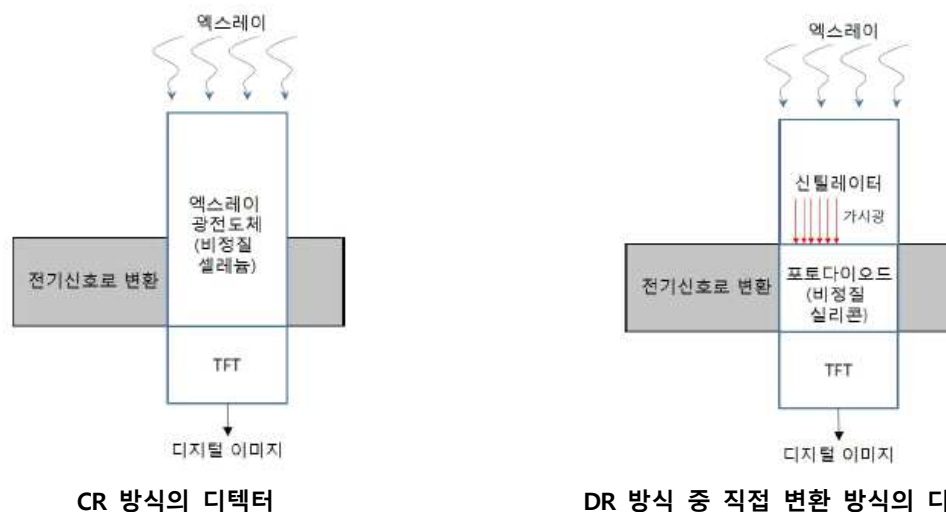 엑스레이
엑스레이
광전도체
(비정질
셀레늄)
전기신호로 변환
TFT
디지털 이미지
CR 방식의 디텍터
엑스레이
신틸레이터
가시광
전기신호로 변환
포토다이오드
(비정질
실리콘)
TFT
디지털 이미지
DR 방식 중 직접 변환 방식의 디